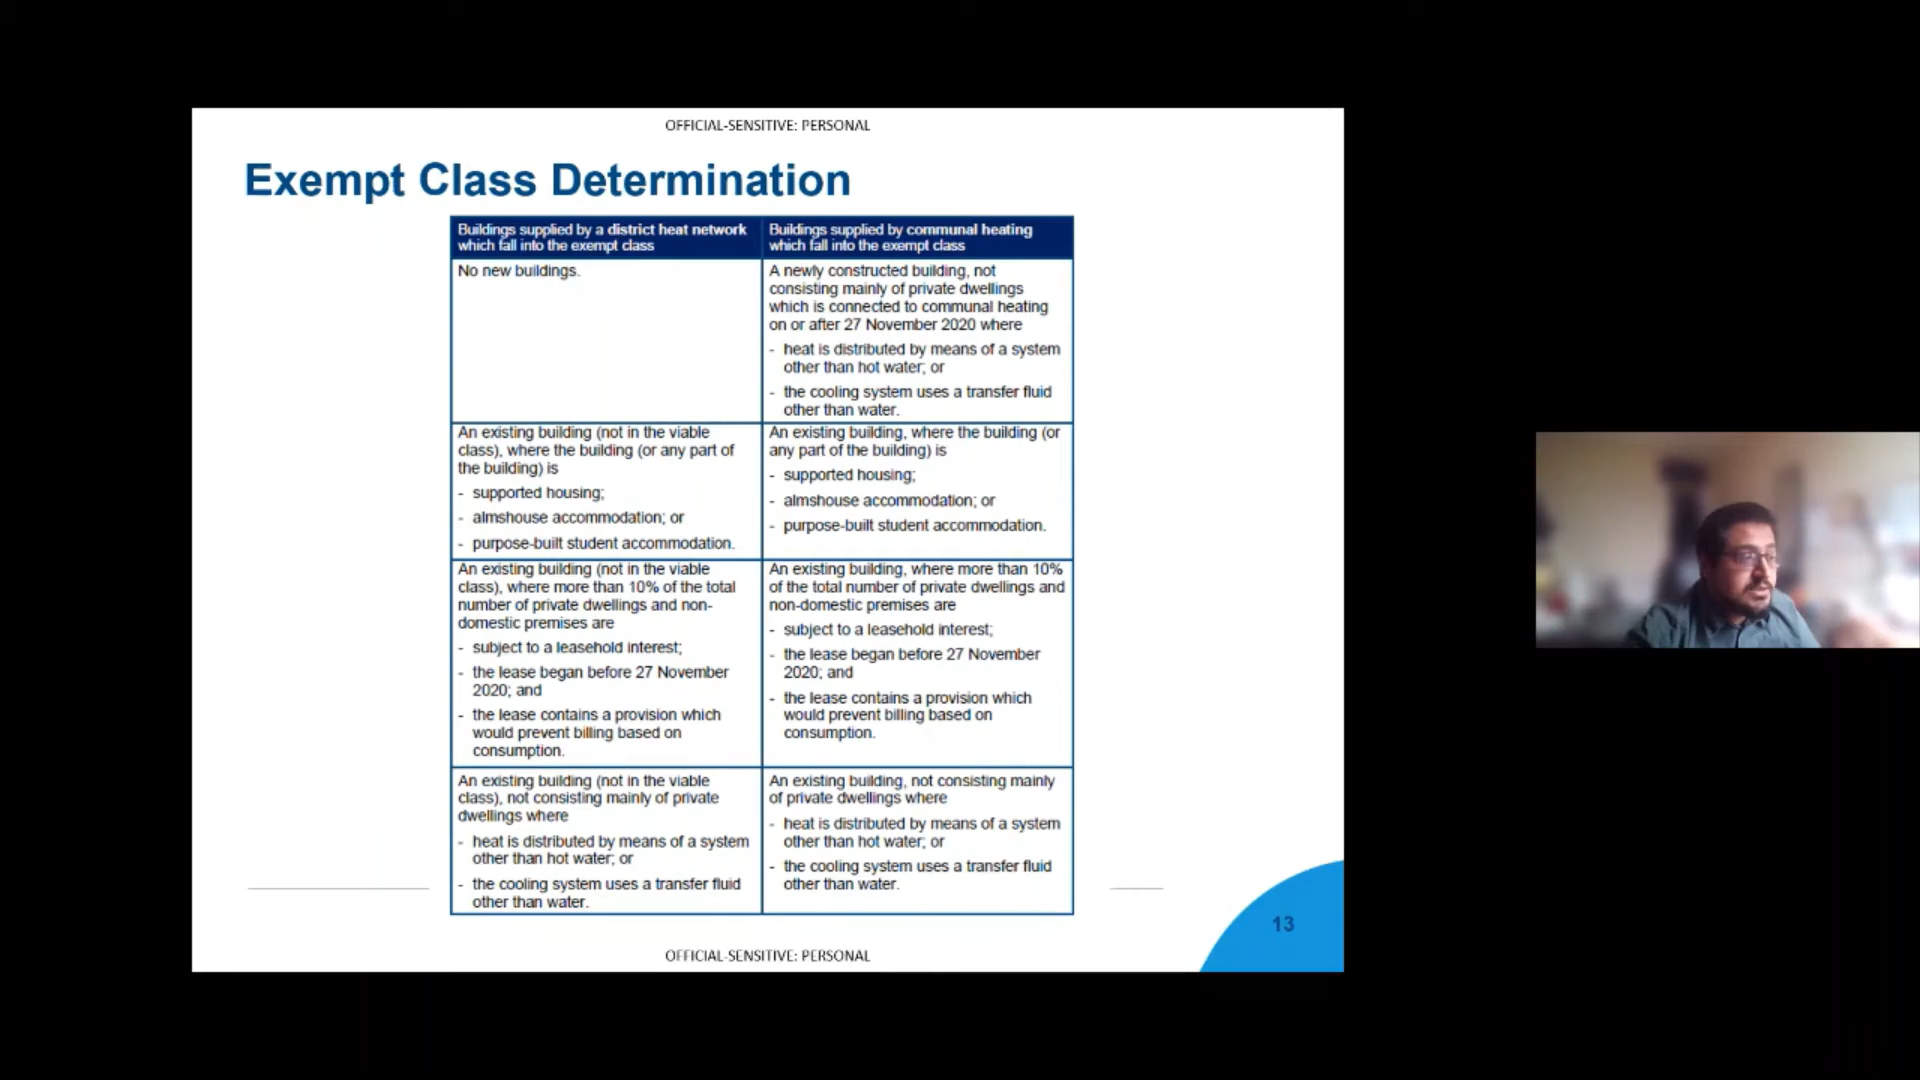 OFFICIAL-SENSITIVE: PERSONAL
Exempt Class Determination
Buildings supplied by a district heat network
which fall into the exempt class
Buildings supplied by communal heating
which fall into the exempt class
No new buildings.
A newly constructed building, not
consisting mainly of private dwellings
which is connected to communal heating
on or after 27 November 2020 where
- heat is distributed by means of a system
other than hot water; or
- the cooling system uses a transfer fluid
other than water.
An existing building (not in the viable
class), where the building (or any part of
the building) is
- supported housing;
- almshouse accommodation; or
- purpose-built student accommodation.
An existing building, where the building (or
any part of the building) is
- supported housing;
- almshouse accommodation; or
- purpose-built student accommodation.
An existing building (not in the viable
class), where more than 10% of the total
number of private dwellings and non-
domestic premises are
- subject to a leasehold interest;
- the lease began before 27 November
2020; and
- the lease contains a provision which
would prevent billing based on
consumption.
An existing building, where more than 10%
of the total number of private dwellings and
non-domestic premises are
- subject to a leasehold interest;
- the lease began before 27 November
2020; and
- the lease contains a provision which
would prevent billing based on
consumption.
An existing building (not in the viable
class), not consisting mainly of private
dwellings where
- heat is distributed by means of a system
other than hot water; or
- the cooling system uses a transfer fluid
other than water.
An existing building, not consisting mainly
of private dwellings where
- heat is distributed by means of a system
other than hot water; or
- the cooling system uses a transfer fluid
other than water.
13
OFFICIAL-SENSITIVE: PERSONAL